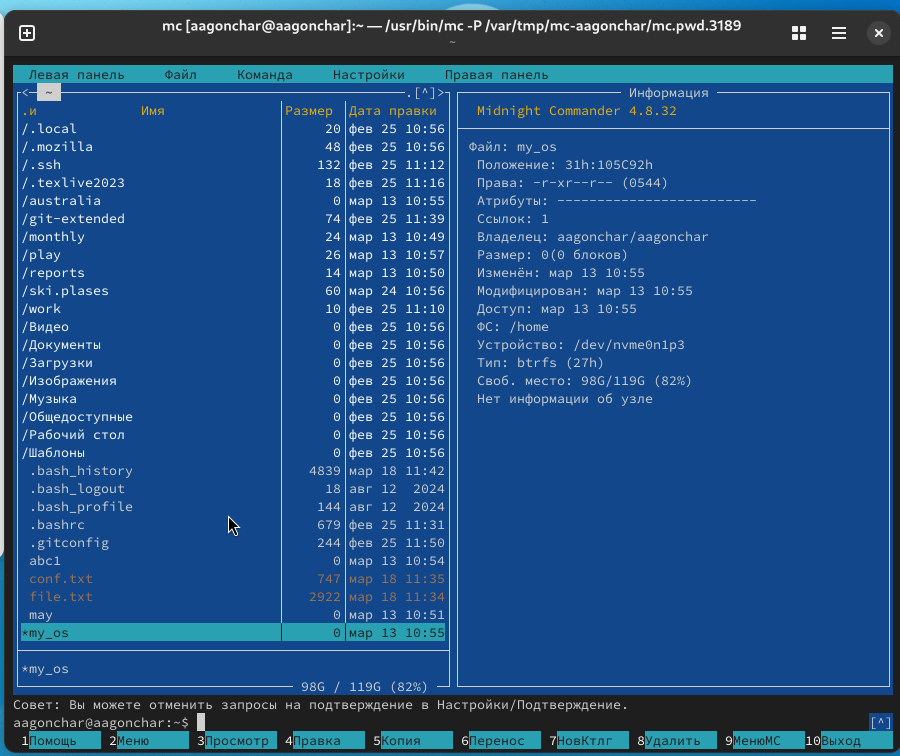 mc [aagonchar@aagonchar]:~ — /usr/bin/mc -P /var/tmp/mc-aagonchar/mc.pwd.3189
~
Левая панель Файл Команда Настройки Правая панель
<─ ~ .[^]>
.и Имя Размер Дата правки
/.local 20 фев 25 10:56
/.mozilla 48 фев 25 10:56
/.ssh 132 фев 25 11:12
/.texlive2023 18 фев 25 11:16
/australia 0 мар 13 10:55
/git-extended 74 фев 25 11:39
/monthly 24 мар 13 10:49
/play 26 мар 13 10:57
/reports 14 мар 13 10:50
/ski.plases 60 мар 24 10:56
/work 10 фев 25 11:10
/Видео 0 фев 25 10:56
/Документы 0 фев 25 10:56
/Загрузки 0 фев 25 10:56
/Изображения 0 фев 25 10:56
/Музыка 0 фев 25 10:56
/Общедоступные 0 фев 25 10:56
/Рабочий стол 0 фев 25 10:56
/Шаблоны 0 фев 25 10:56
.bash_history 4839 мар 18 11:42
.bash_logout 18 авг 12 2024
.bash_profile 144 авг 12 2024
.bashrc 679 фев 25 11:31
.gitconfig 244 фев 25 11:50
abc1 0 мар 13 10:54
conf.txt 747 мар 18 11:35
file.txt 2922 мар 18 11:34
may 0 мар 13 10:51
*my_os 0 мар 13 10:55
*my_os
98G / 119G (82%)
Информация
Midnight Commander 4.8.32
Файл: my_os
Положение: 31h:105C92h
Права: -r-xr--r-- (0544)
Атрибуты: -------------------------
Ссылок: 1
Владелец: aagonchar/aagonchar
Размер: 0(0 блоков)
Изменён: мар 13 10:55
Модифицирован: мар 13 10:55
Доступ: мар 13 10:55
ФС: /home
Устройство: /dev/nvme0n1p3
Тип: btrfs (27h)
Своб. место: 98G/119G (82%)
Нет информации об узле
Совет: Вы можете отменить запросы на подтверждение в Настройки/Подтверждение.
aagonchar@aagonchar:~$ [^]
1Помощь 2Меню 3Просмотр 4Правка 5Копия 6Перенос 7НовКтлг 8Удалить 9МенюMC 10Выход